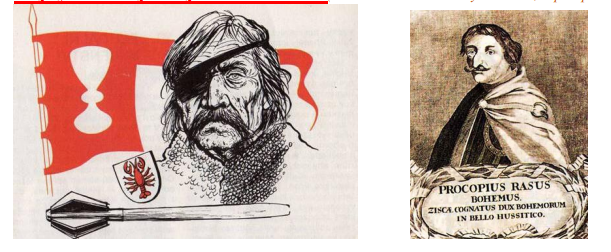 PROCOPIUS RASUS
BOHEMUS.
ZISCÆ COGNATUS DUX BOHEMORUM
IN BELLO HUSSITICO.